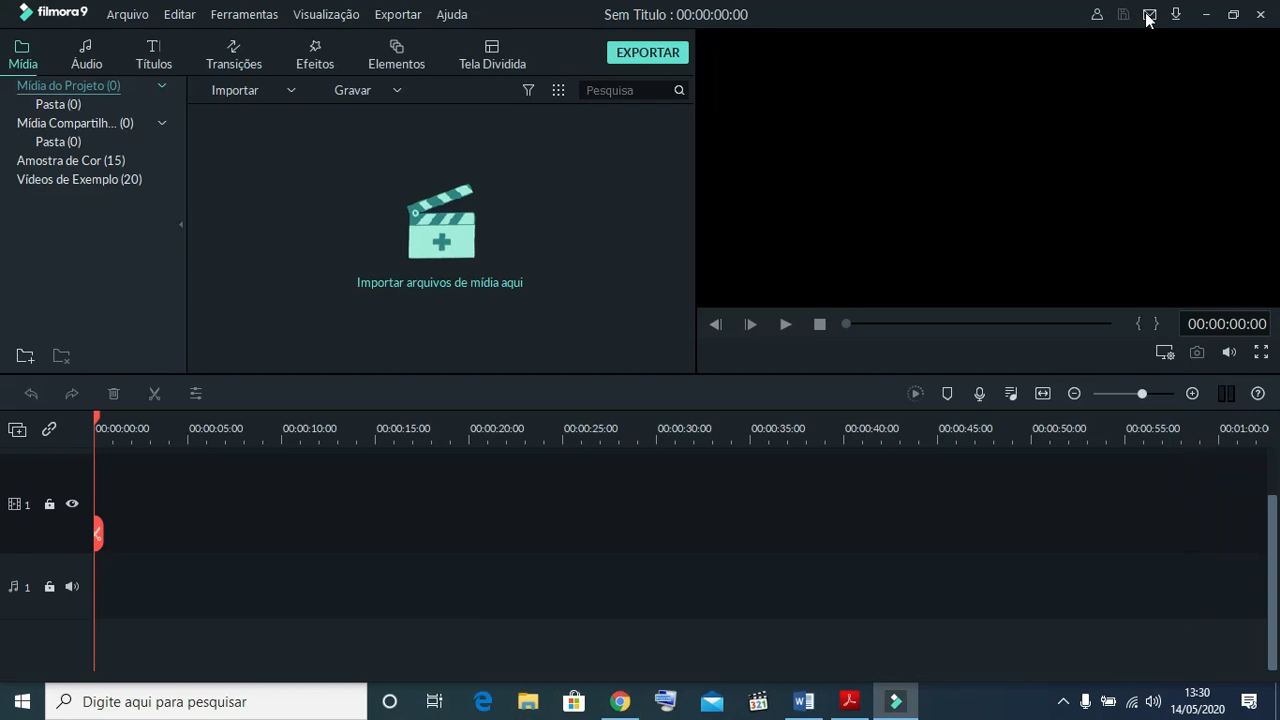 filmora9 Arquivo Editar Ferramentas Visualização Exportar Ajuda Sem Título : 00:00:00:00
Mídia Áudio Títulos Transições Efeitos Elementos Tela Dividida EXPORTAR
Mídia do Projeto (0)
Pasta (0)
Mídia Compartilh... (0)
Pasta (0)
Amostra de Cor (15)
Vídeos de Exemplo (20)
Importar Gravar Pesquisa
Importar arquivos de mídia aqui
00:00:00:00
00:00:00:00 00:00:05:00 00:00:10:00 00:00:15:00 00:00:20:00 00:00:25:00 00:00:30:00 00:00:35:00 00:00:40:00 00:00:45:00 00:00:50:00 00:00:55:00 00:01:00:0
1
1
Digite aqui para pesquisar
321
13:30
14/05/2020